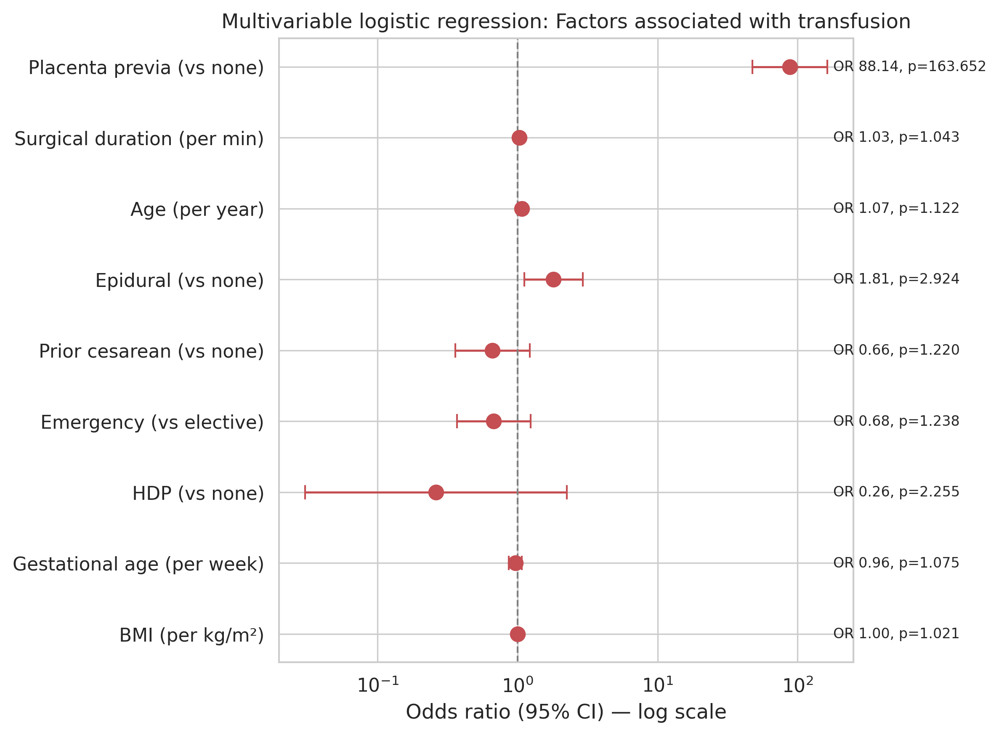 Multivariable logistic regression: Factors associated with transfusion
Placenta previa (vs none)
OR 88.14, p=163.652
Surgical duration (per min)
OR 1.03, p=1.043
Age (per year)
OR 1.07, p=1.122
Epidural (vs none)
OR 1.81, p=2.924
Prior cesarean (vs none)
OR 0.66, p=1.220
Emergency (vs elective)
OR 0.68, p=1.238
HDP (vs none)
OR 0.26, p=2.255
Gestational age (per week)
OR 0.96, p=1.075
BMI (per kg/m²)
OR 1.00, p=1.021
10⁻¹ 10⁰ 10¹ 10²
Odds ratio (95% CI) — log scale